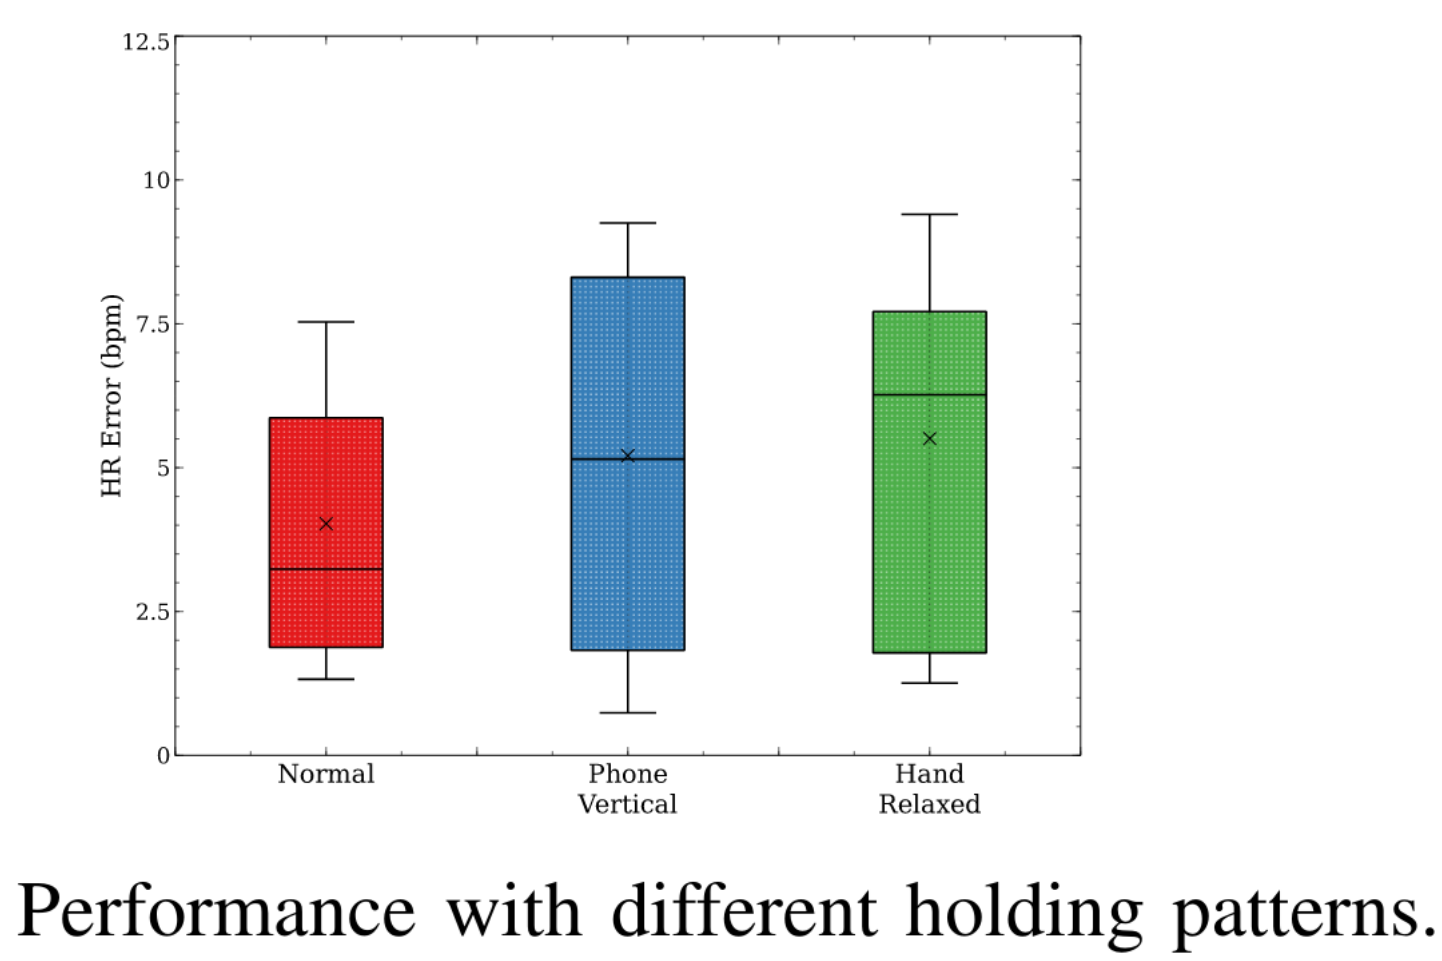 12.5
10
7.5
5
2.5
0
HR Error (bpm)
Normal
Phone
Vertical
Hand
Relaxed
Performance with different holding patterns.